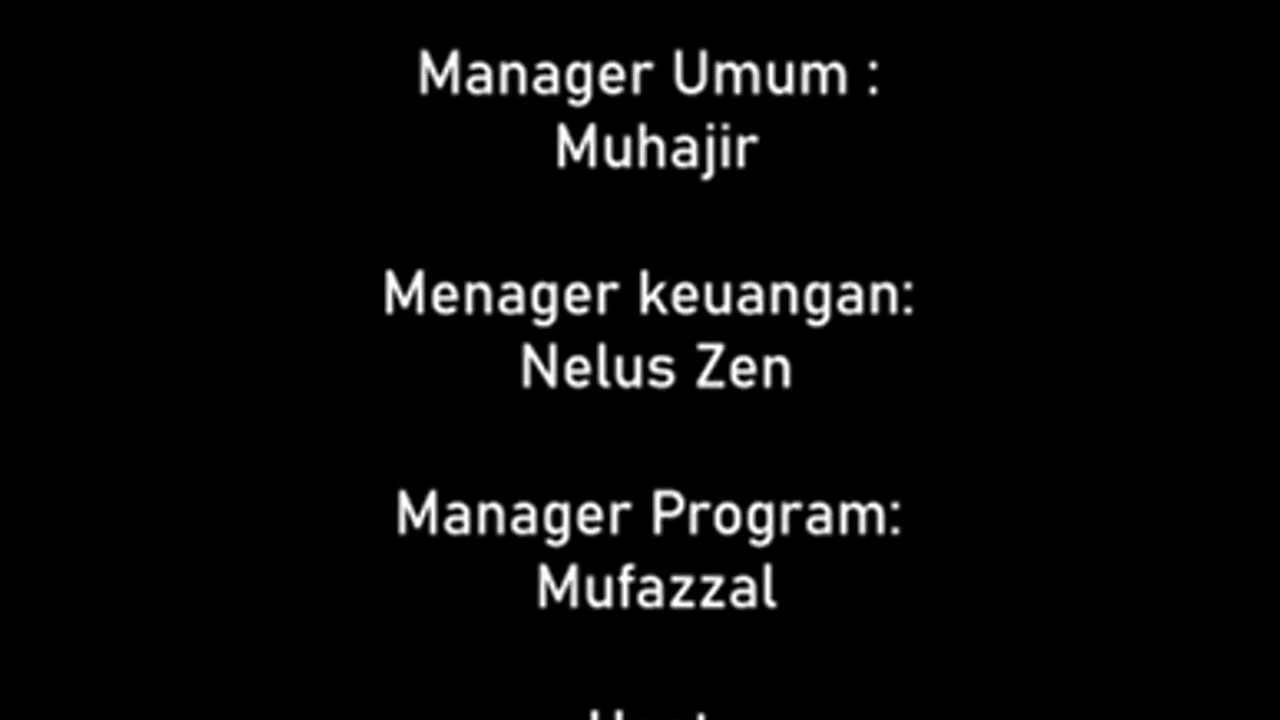 Manager Umum :
Muhajir
Menager keuangan:
Nelus Zen
Manager Program:
Mufazzal